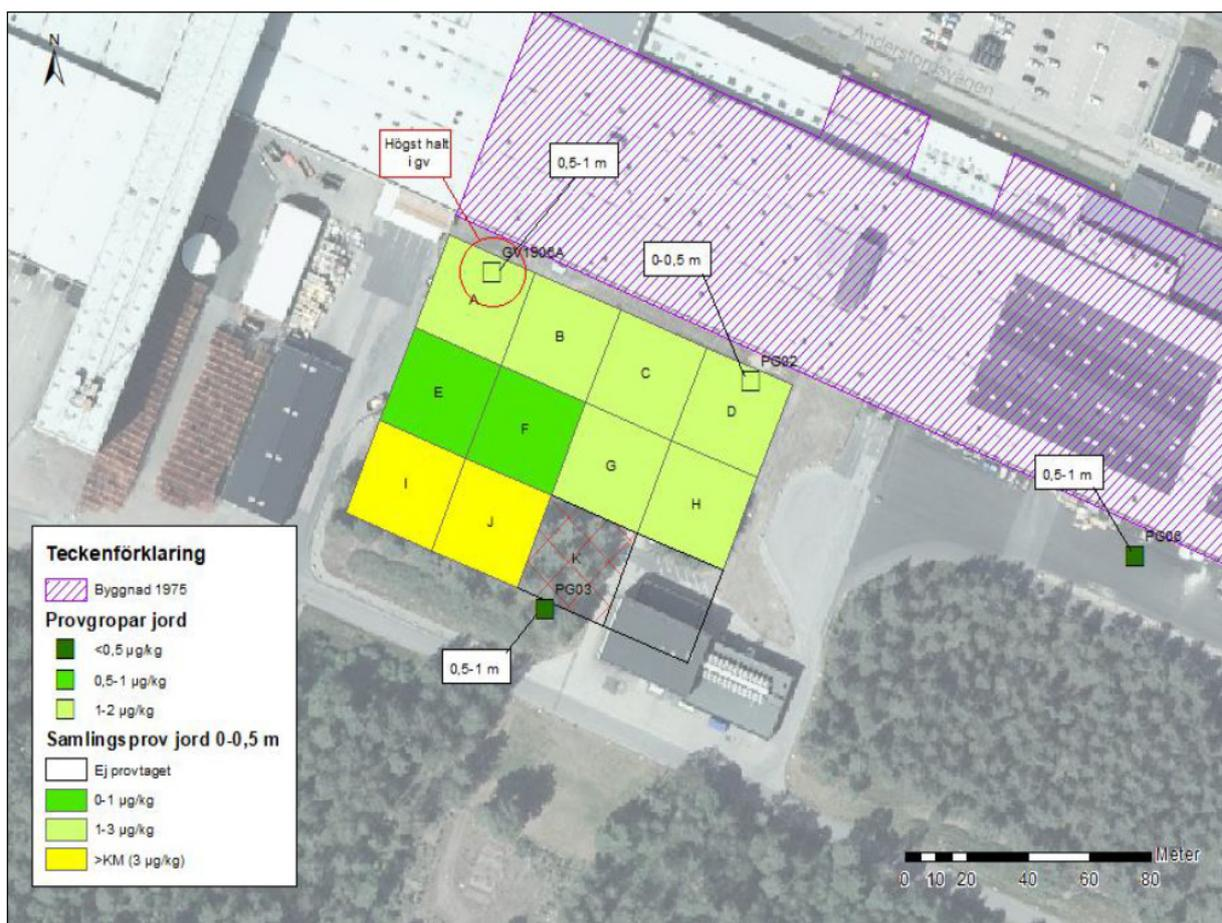 N
Anderstorpsvägen
Högst halt
i gv
0,5-1 m
GV1906A
0-0,5 m
A
B
C
PG02
D
E
F
G
H
0,5-1 m
PG06
I
J
K
PG03
0,5-1 m
Teckenförklaring
Byggnad 1975
Provgropar jord
<0,5 µg/kg
0,5-1 µg/kg
1-2 µg/kg
Samlingsprov jord 0-0,5 m
Ej provtaget
0-1 µg/kg
1-3 µg/kg
>KM (3 µg/kg)
Meter
0 10 20 40 60 80